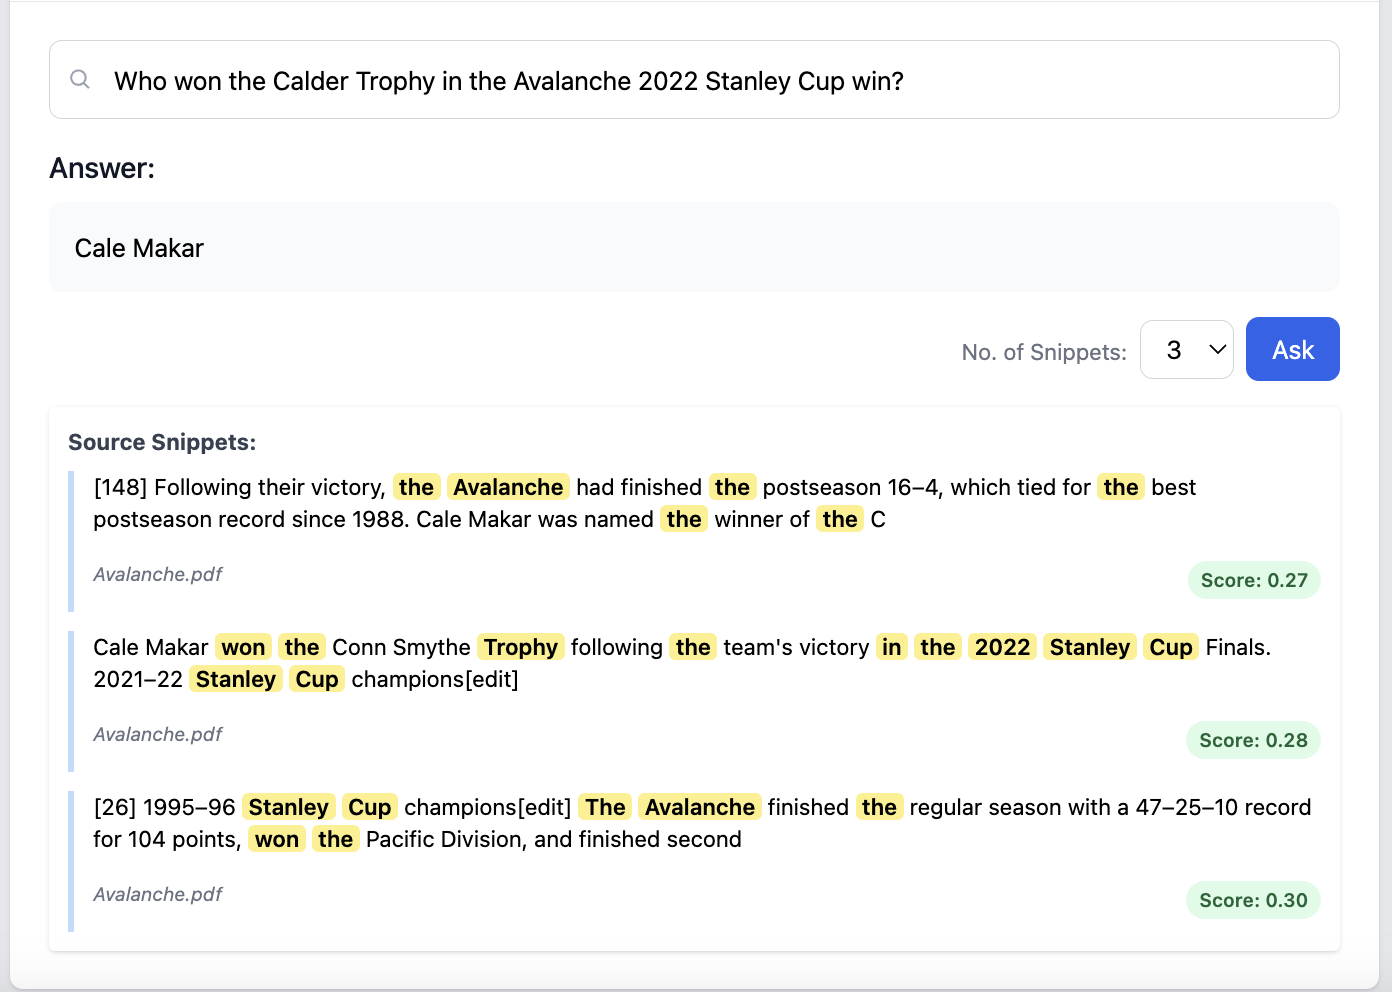 Who won the Calder Trophy in the Avalanche 2022 Stanley Cup win?
Answer:
Cale Makar
No. of Snippets:
3
Ask
Source Snippets:
[148] Following their victory, the Avalanche had finished the postseason 16–4, which tied for the best
postseason record since 1988. Cale Makar was named the winner of the C
Avalanche.pdf
Score: 0.27
Cale Makar won the Conn Smythe Trophy following the team's victory in the 2022 Stanley Cup Finals.
2021–22 Stanley Cup champions[edit]
Avalanche.pdf
Score: 0.28
[26] 1995–96 Stanley Cup champions[edit] The Avalanche finished the regular season with a 47–25–10 record
for 104 points, won the Pacific Division, and finished second
Avalanche.pdf
Score: 0.30